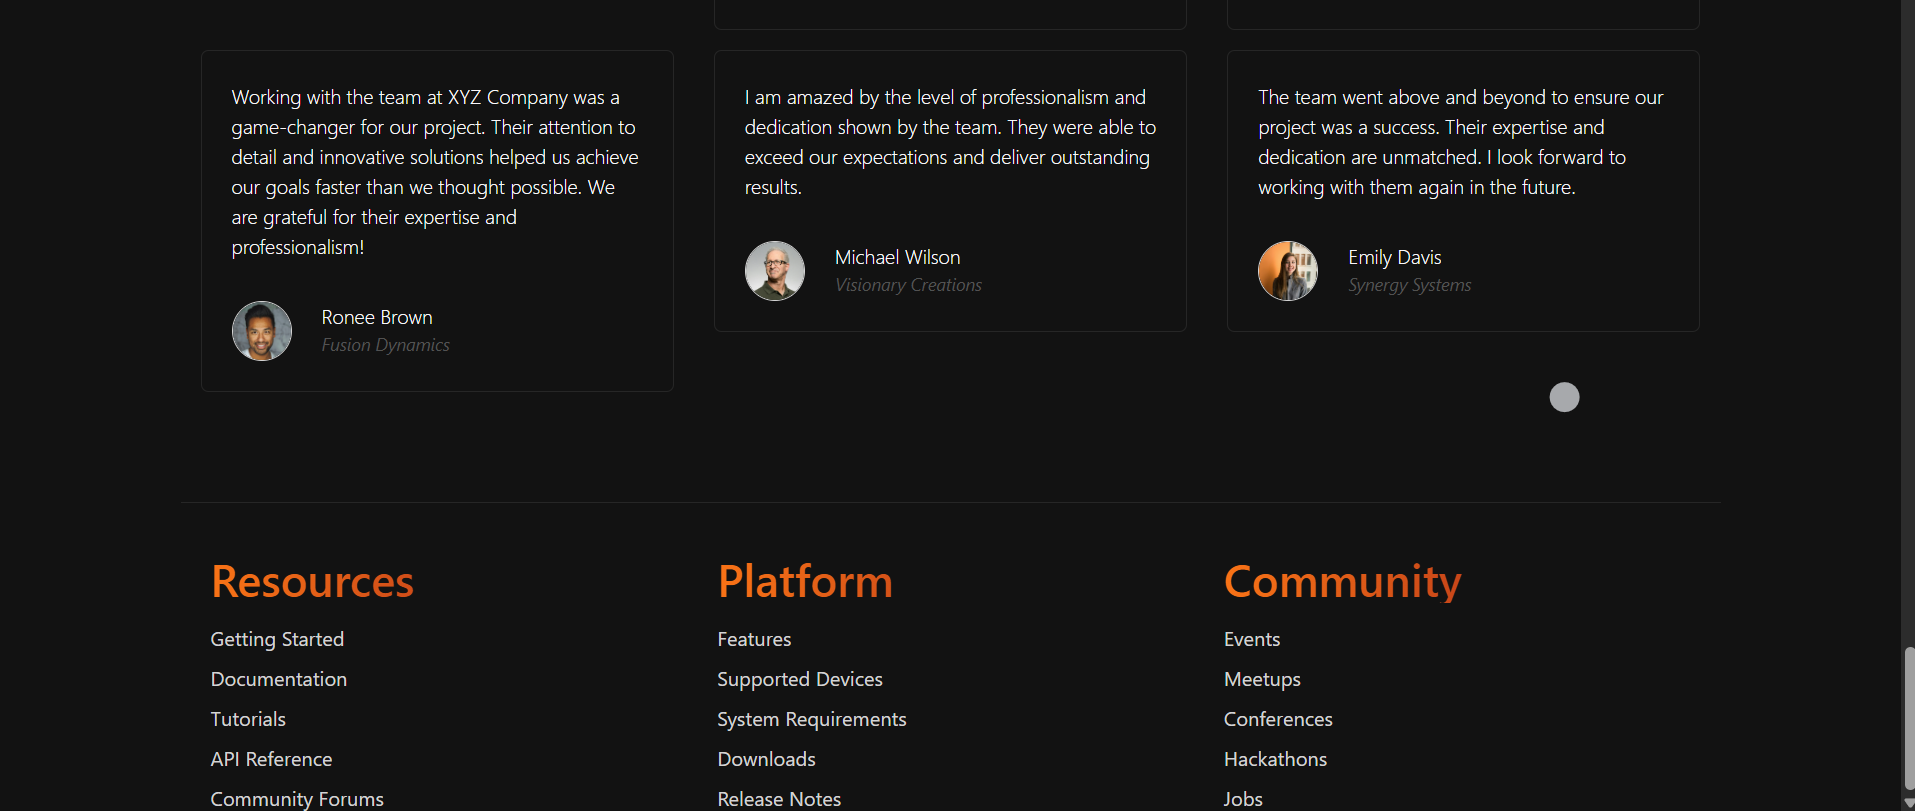 Working with the team at XYZ Company was a
game-changer for our project. Their attention to
detail and innovative solutions helped us achieve
our goals faster than we thought possible. We
are grateful for their expertise and
professionalism!
Ronee Brown
Fusion Dynamics
I am amazed by the level of professionalism and
dedication shown by the team. They were able to
exceed our expectations and deliver outstanding
results.
Michael Wilson
Visionary Creations
The team went above and beyond to ensure our
project was a success. Their expertise and
dedication are unmatched. I look forward to
working with them again in the future.
Emily Davis
Synergy Systems
Resources
Getting Started
Documentation
Tutorials
API Reference
Community Forums
Platform
Features
Supported Devices
System Requirements
Downloads
Release Notes
Community
Events
Meetups
Conferences
Hackathons
Jobs